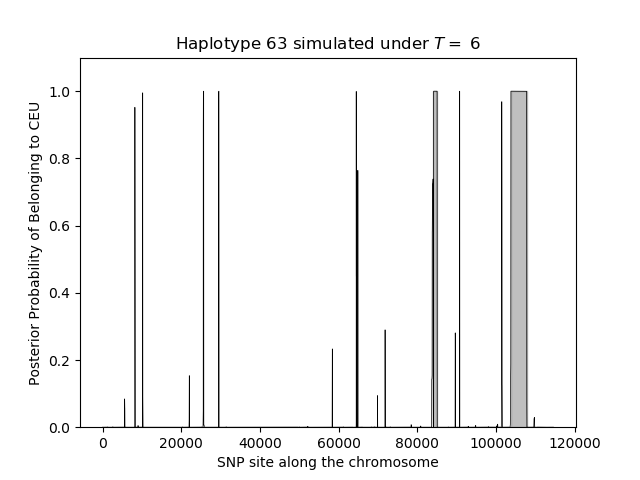 Haplotype 63 simulated under T = 6
Posterior Probability of Belonging to CEU
1.0
0.8
0.6
0.4
0.2
0.0
0 20000 40000 60000 80000 100000 120000
SNP site along the chromosome